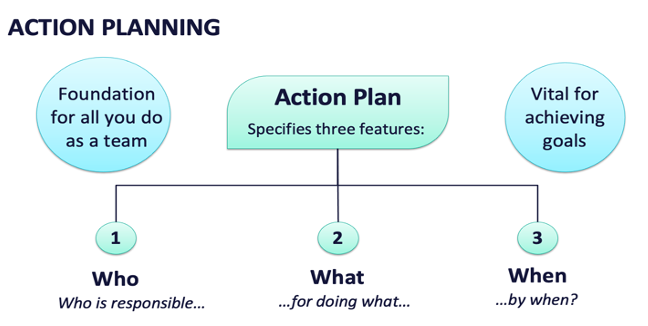 ACTION PLANNING
Foundation
for all you do
as a team
Action Plan
Specifies three features:
Vital for
achieving
goals
1
2
3
Who
What
When
Who is responsible...
...for doing what...
...by when?